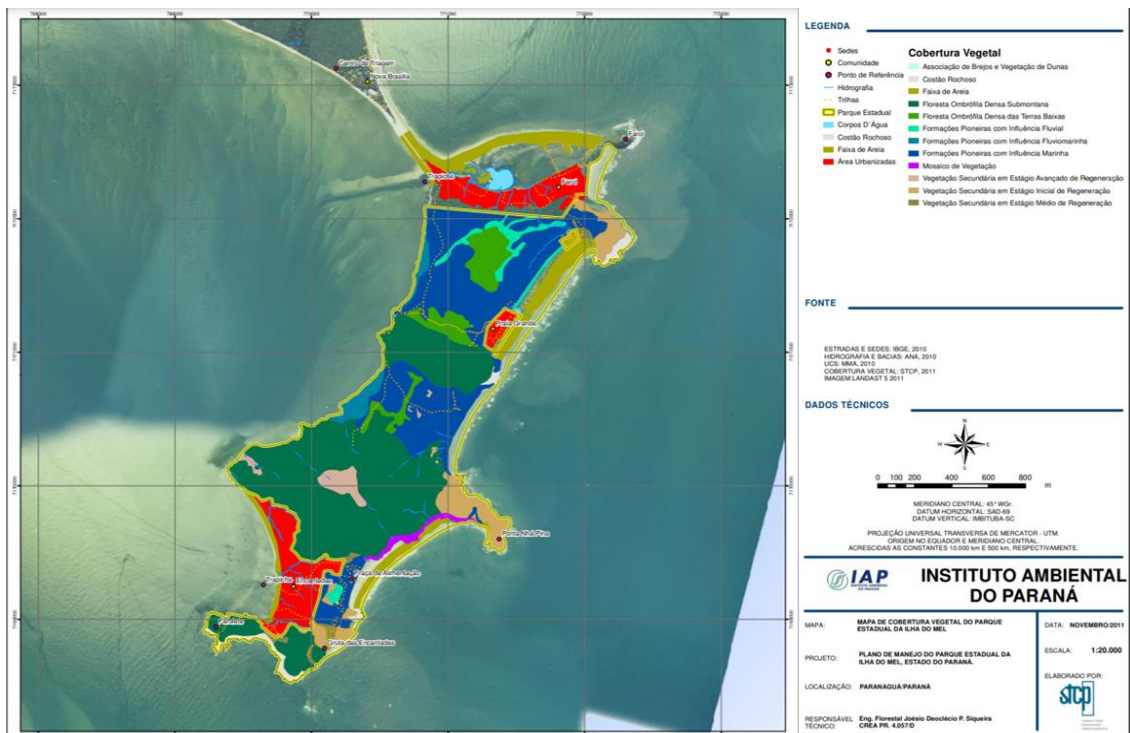 Centro de Triagem
Nova Brasília
Farol
Trapiche
Farol
Praia Grande
Ponta Nhá Pina
Praça de Alimentação
Trapiche
Encantadas
Gruta das Encantadas
LEGENDA
Sedes
Comunidade
Ponto de Referência
Hidrografia
Trilhas
Parque Estadual
Corpos D`Água
Costão Rochoso
Faixa de Areia
Área Urbanizadas
Cobertura Vegetal
Associação de Brejos e Vegetação de Dunas
Costão Rochoso
Faixa de Areia
Floresta Ombrófila Densa Submontana
Floresta Ombrófila Densa das Terras Baixas
Formações Pioneiras com Influência Fluvial
Formações Pioneiras com Influência Fluviomarinha
Formações Pioneiras com Influência Marinha
Mosaico de Vegetação
Vegetação Secundária em Estágio Avançado de Regeneração
Vegetação Secundária em Estágio Inicial de Regeneração
Vegetação Secundária em Estágio Médio de Regeneração
FONTE
ESTRADAS E SEDES: IBGE, 2010
HIDROGRAFIA E BACIAS: ANA, 2010
UCS: MMA, 2010
COBERTURA VEGETAL: STCP, 2011
IMAGEM:LANDAST 5 2011
DADOS TÉCNICOS
N
W E
S
0 100 200 400 600 800
m
MERIDIANO CENTRAL: 45° WGr.
DATUM HORIZONTAL: SAD-69
DATUM VERTICAL: IMBITUBA-SC
PROJEÇÃO UNIVERSAL TRANSVERSA DE MERCATOR - UTM.
ORIGEM NO EQUADOR E MERIDIANO CENTRAL.
ACRESCIDAS AS CONSTANTES 10.000 km E 500 km, RESPECTIVAMENTE.
IAP
INSTITUTO AMBIENTAL
DO PARANÁ
MAPA:
MAPA DE COBERTURA VEGETAL DO PARQUE
ESTADUAL DA ILHA DO MEL
DATA: NOVEMBRO/2011
PROJETO:
PLANO DE MANEJO DO PARQUE ESTADUAL DA
ILHA DO MEL, ESTADO DO PARANÁ.
ESCALA: 1:20.000
LOCALIZAÇÃO: PARANAGUÁ/PARANÁ
ELABORADO POR:
stcp
RESPONSÁVEL
TÉCNICO:
Eng. Florestal Joésio Deoclécio P. Siqueira
CREA PR. 4.057/D